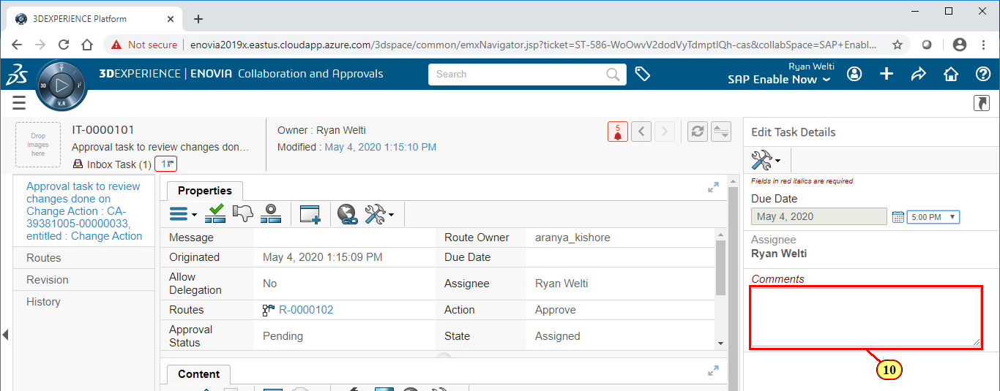 3DEXPERIENCE Platform
Not secure
enovia2019x.eastus.cloudapp.azure.com/3dspace/common/emxNavigator.jsp?ticket=ST-586-WoOwvV2dodVyTdmptIQh-cas&collabSpace=SAP+Enabl...
3DEXPERIENCE | ENOVIA Collaboration and Approvals
Search
Ryan Welti
SAP Enable Now
3D
V.R
Drop
images
here
IT-0000101
Approval task to review changes don…
Inbox Task (1) 1
Owner : Ryan Welti
Modified : May 4, 2020 1:15:10 PM
5
Approval task to review
changes done on
Change Action : CA-
39381005-00000033,
entitled : Change Action
Routes
Revision
History
Properties
Message
Route Owner aranya_kishore
Originated May 4, 2020 1:15:09 PM
Due Date
Allow
Delegation
No
Assignee Ryan Welti
Routes R-0000102
Action Approve
Approval
Status
Pending
State Assigned
Content
Edit Task Details
Fields in red italics are required
Due Date
May 4, 2020 5:00 PM
Assignee
Ryan Welti
Comments
10